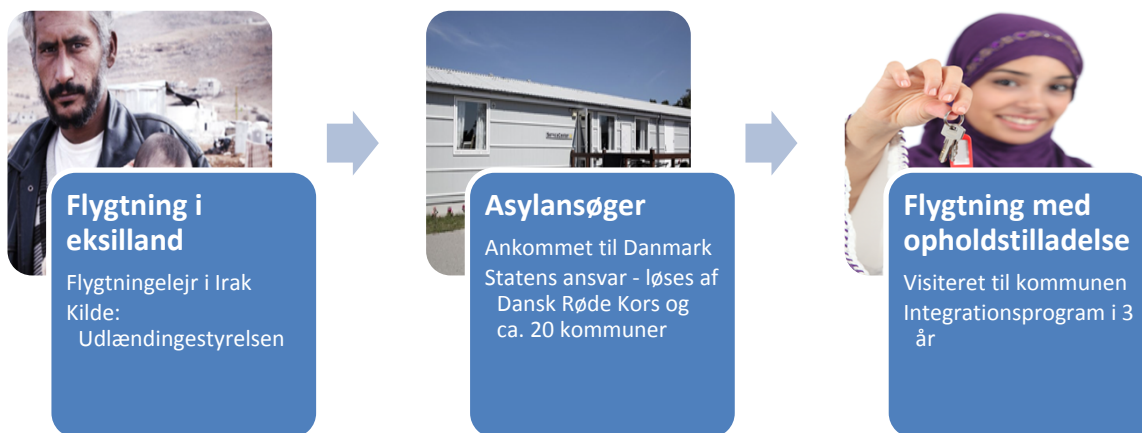 Flygtning i
eksilland
Flygtningelejr i Irak
Kilde:
Udlændingestyrelsen
Asylansøger
Ankommet til Danmark
Statens ansvar - løses af
Dansk Røde Kors og
ca. 20 kommuner
Flygtning med
opholdstilladelse
Visiteret til kommunen
Integrationsprogram i 3
år